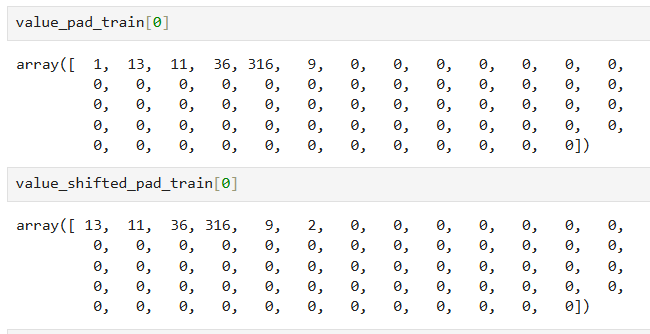 value_pad_train[0]
array([  1,  13,  11,  36, 316,   9,   0,   0,   0,   0,   0,   0,   0,
         0,   0,   0,   0,   0,   0,   0,   0,   0,   0,   0,   0,   0,
         0,   0,   0,   0,   0,   0,   0,   0,   0,   0,   0,   0,   0,
         0,   0,   0,   0,   0,   0,   0,   0,   0,   0,   0,   0,   0,
         0,   0,   0,   0,   0,   0,   0,   0,   0,   0,   0,   0])
value_shifted_pad_train[0]
array([ 13,  11,  36, 316,   9,   2,   0,   0,   0,   0,   0,   0,   0,
         0,   0,   0,   0,   0,   0,   0,   0,   0,   0,   0,   0,   0,
         0,   0,   0,   0,   0,   0,   0,   0,   0,   0,   0,   0,   0,
         0,   0,   0,   0,   0,   0,   0,   0,   0,   0,   0,   0,   0,
         0,   0,   0,   0,   0,   0,   0,   0,   0,   0,   0,   0])